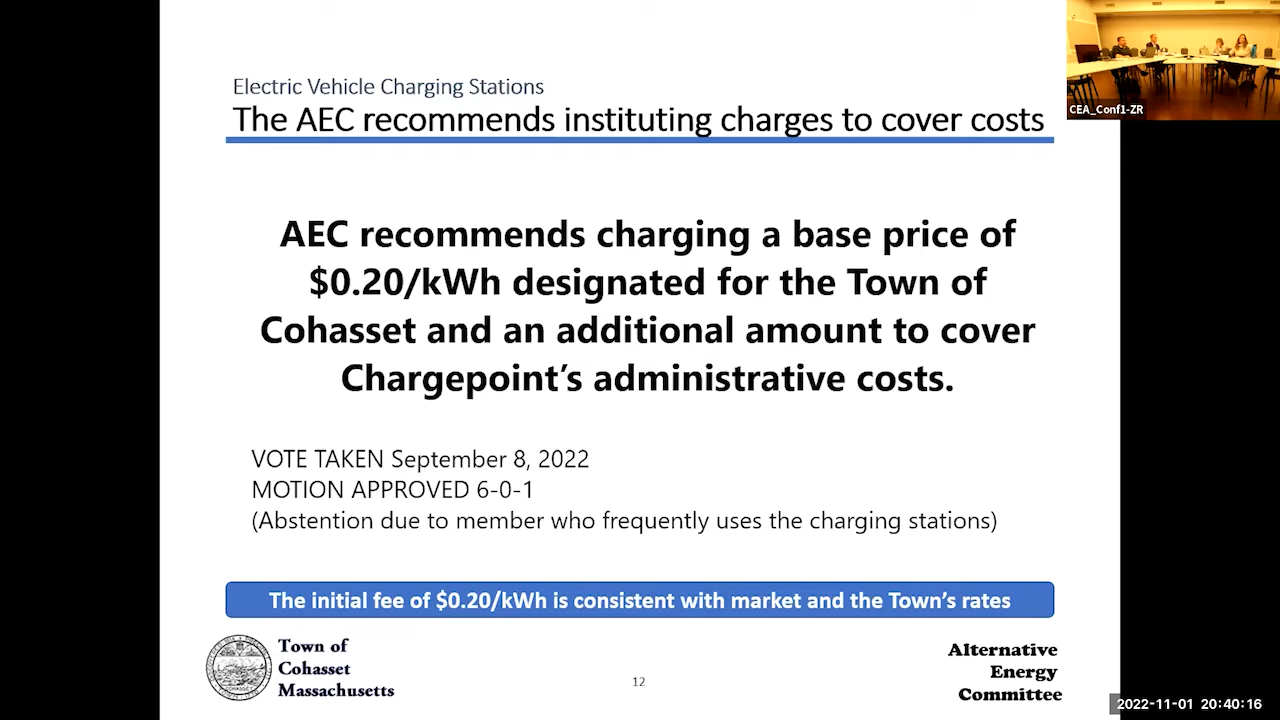 Electric Vehicle Charging Stations
The AEC recommends instituting charges to cover costs
CEA_Conf1-ZR
AEC recommends charging a base price of
$0.20/kWh designated for the Town of
Cohasset and an additional amount to cover
Chargepoint's administrative costs.
VOTE TAKEN September 8, 2022
MOTION APPROVED 6-0-1
(Abstention due to member who frequently uses the charging stations)
The initial fee of $0.20/kWh is consistent with market and the Town's rates
Town of
Cohasset
Massachusetts
12
Alternative
Energy
Committee
2022-11-01 20:40:16